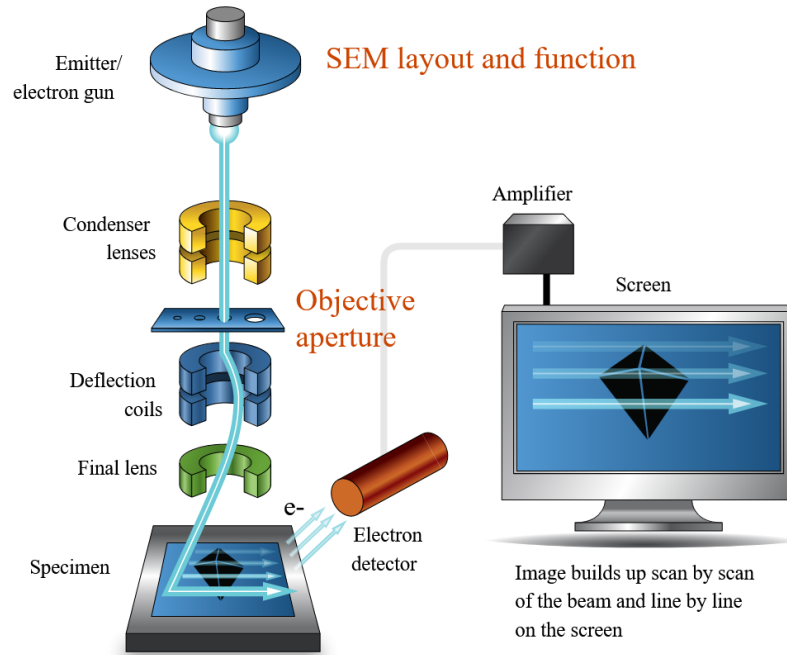 SEM layout and function
Emitter/
electron gun
Condenser
lenses
Objective
aperture
Deflection
coils
Final lens
Specimen
e-
Electron
detector
Amplifier
Screen
Image builds up scan by scan
of the beam and line by line
on the screen